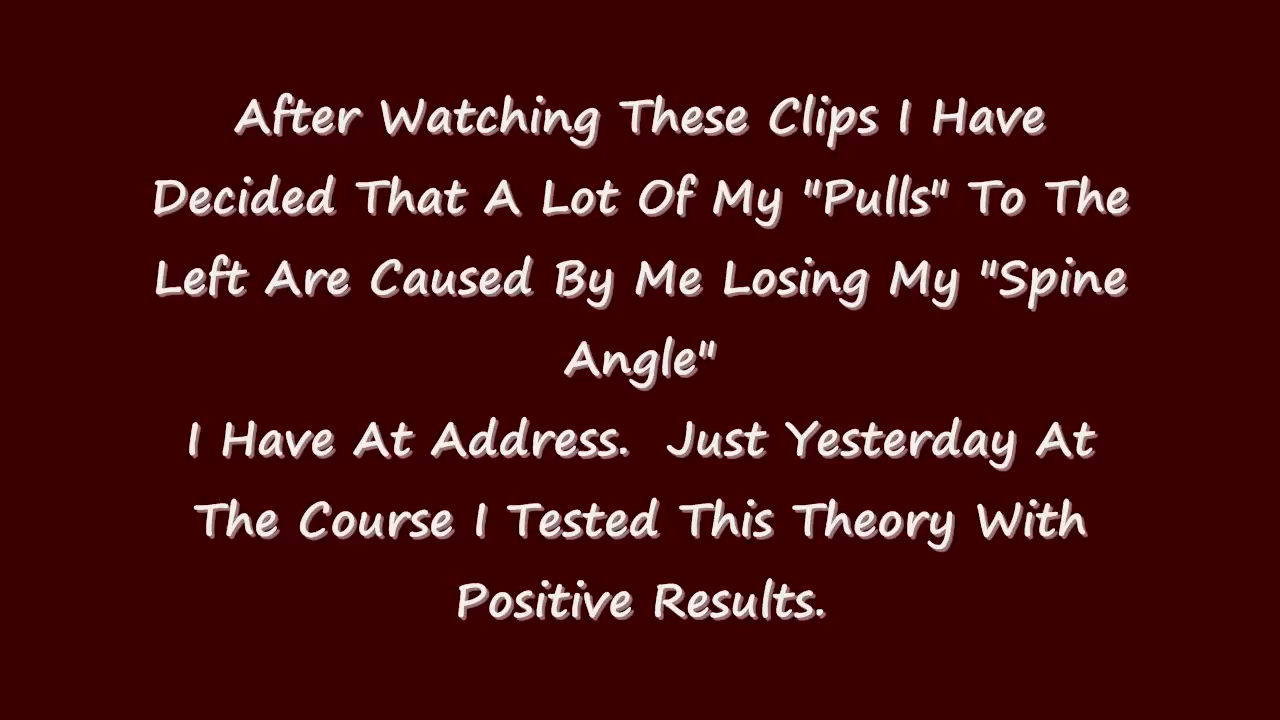 After Watching These Clips I Have
Decided That A Lot Of My "Pulls" To The
Left Are Caused By Me Losing My "Spine
Angle"
I Have At Address.  Just Yesterday At
The Course I Tested This Theory With
Positive Results.